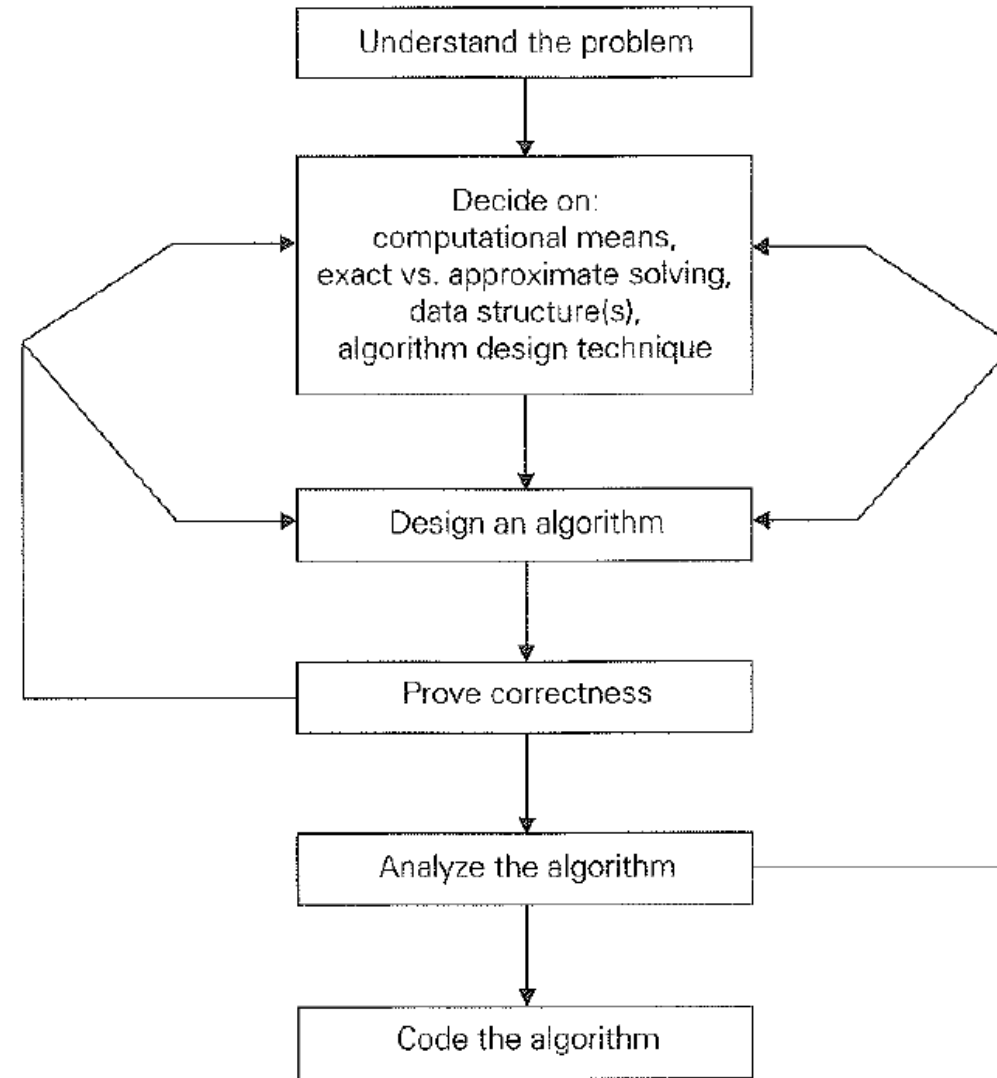 Understand the problem
Decide on:
computational means,
exact vs. approximate solving,
data structure(s),
algorithm design technique
Design an algorithm
Prove correctness
Analyze the algorithm
Code the algorithm